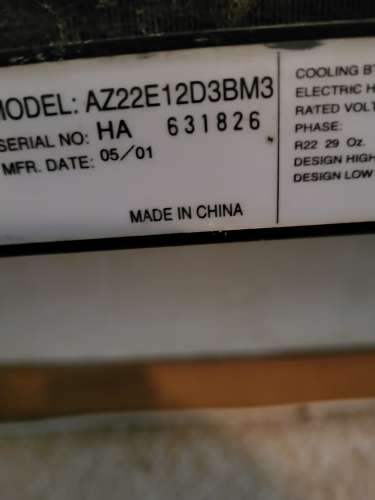 MODEL: AZ22E12D3BM3
SERIAL NO: HA 631826
MFR. DATE: 05/01
MADE IN CHINA
COOLING BT
ELECTRIC H
RATED VOLT
PHASE:
R22 29 Oz.
DESIGN HIGH
DESIGN LOW